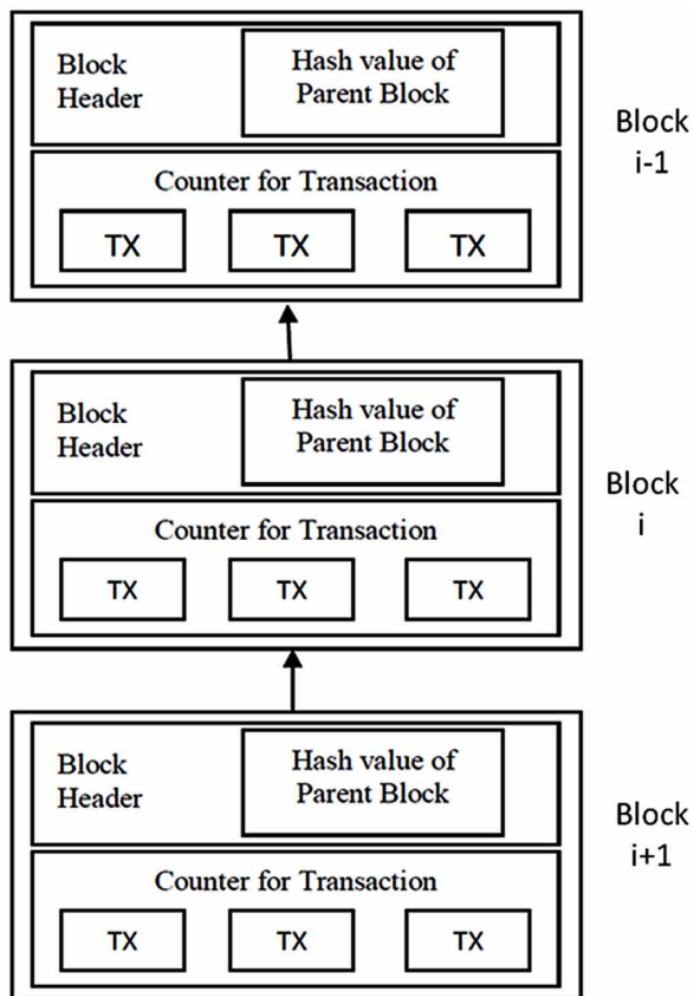 Block
Header
Hash value of
Parent Block
Counter for Transaction
TX TX TX
Block
i-1
Block
Header
Hash value of
Parent Block
Counter for Transaction
TX TX TX
Block
i
Block
Header
Hash value of
Parent Block
Counter for Transaction
TX TX TX
Block
i+1